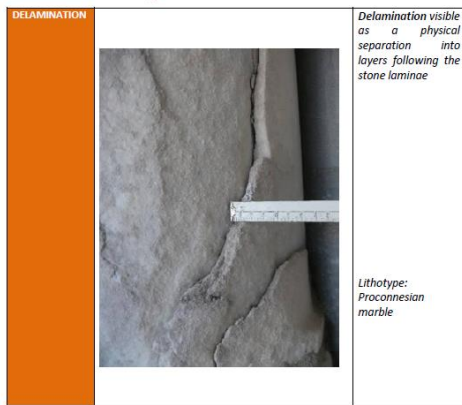 DELAMINATION
Delamination visible
as a physical
separation into
layers following the
stone laminae
Lithotype:
Proconnesian
marble